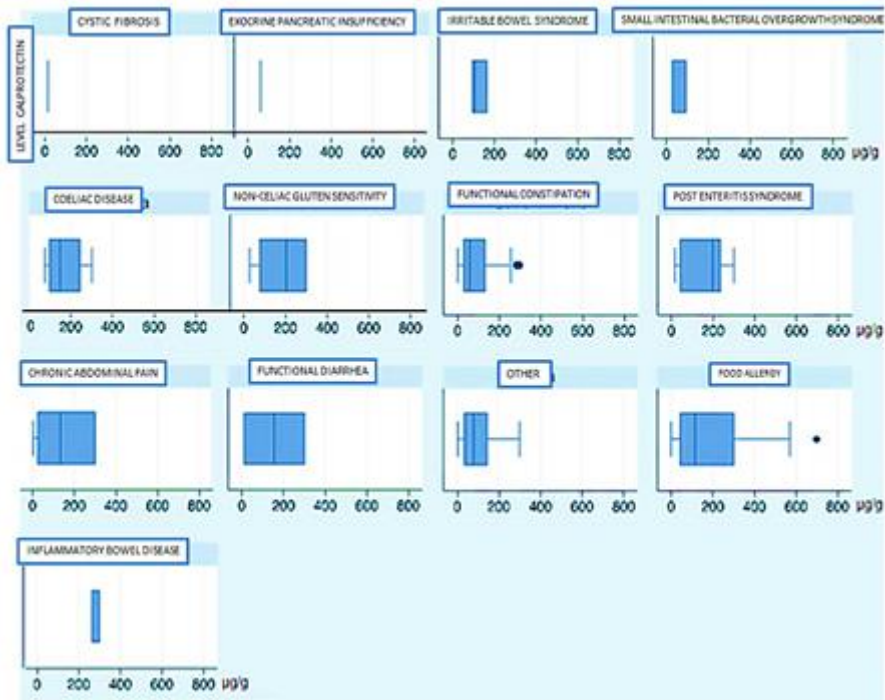 CYSTIC FIBROSIS
EXOCRINE PANCREATIC INSUFFICIENCY
IRRITABLE BOWEL SYNDROME
SMALL INTESTINAL BACTERIAL OVERGROWTH SYNDROME
LEVEL CALPROTECTIN
0 200 400 600 800
0 200 400 600 800
0 200 400 600 800
0 200 400 600 800 µg/g
COELIAC DISEASE
NON-CELIAC GLUTEN SENSITIVITY
FUNCTIONAL CONSTIPATION
POST ENTERITIS SYNDROME
0 200 400 600 800
0 200 400 600 800
0 200 400 600 800
0 200 400 600 800 µg/g
CHRONIC ABDOMINAL PAIN
FUNCTIONAL DIARRHEA
OTHER
FOOD ALLERGY
0 200 400 600 800
0 200 400 600 800
0 200 400 600 800
0 200 400 600 800 µg/g
INFLAMMATORY BOWEL DISEASE
0 200 400 600 800 µg/g